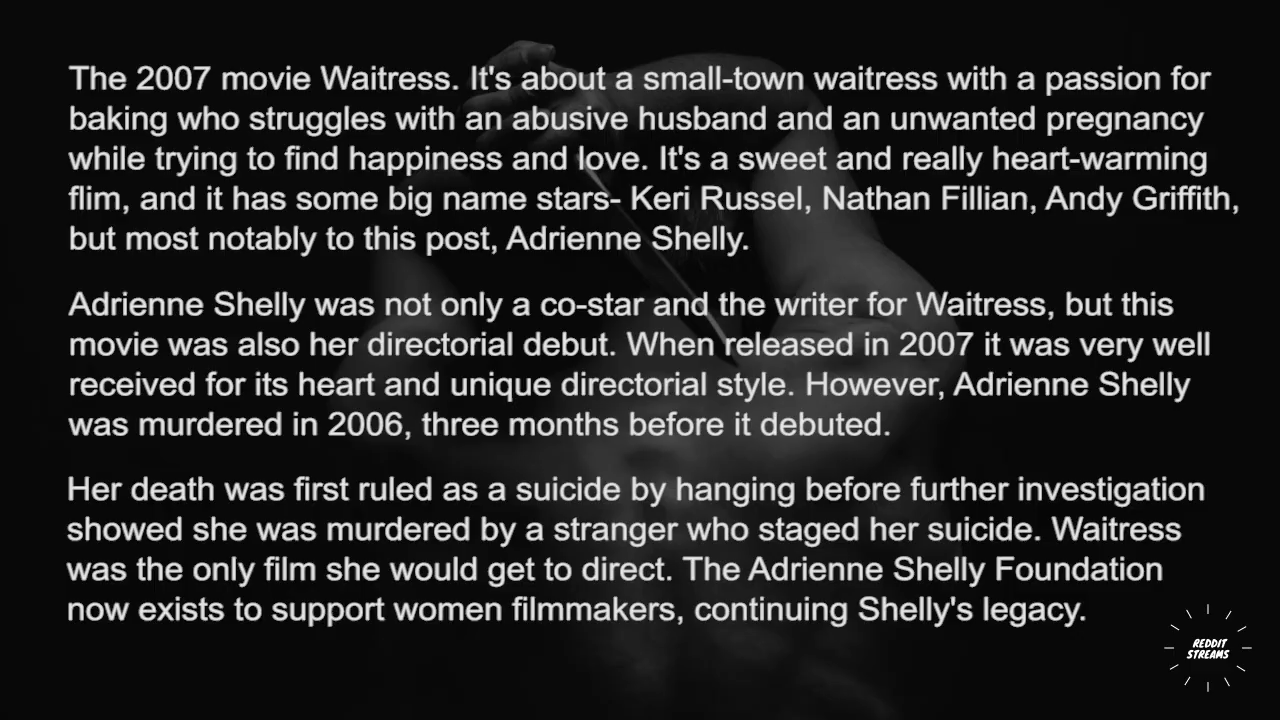 The 2007 movie Waitress. It's about a small-town waitress with a passion for
baking who struggles with an abusive husband and an unwanted pregnancy
while trying to find happiness and love. It's a sweet and really heart-warming
flim, and it has some big name stars- Keri Russel, Nathan Fillian, Andy Griffith,
but most notably to this post, Adrienne Shelly.
Adrienne Shelly was not only a co-star and the writer for Waitress, but this
movie was also her directorial debut. When released in 2007 it was very well
received for its heart and unique directorial style. However, Adrienne Shelly
was murdered in 2006, three months before it debuted.
Her death was first ruled as a suicide by hanging before further investigation
showed she was murdered by a stranger who staged her suicide. Waitress
was the only film she would get to direct. The Adrienne Shelly Foundation
now exists to support women filmmakers, continuing Shelly's legacy.
REDDIT
STREAMS